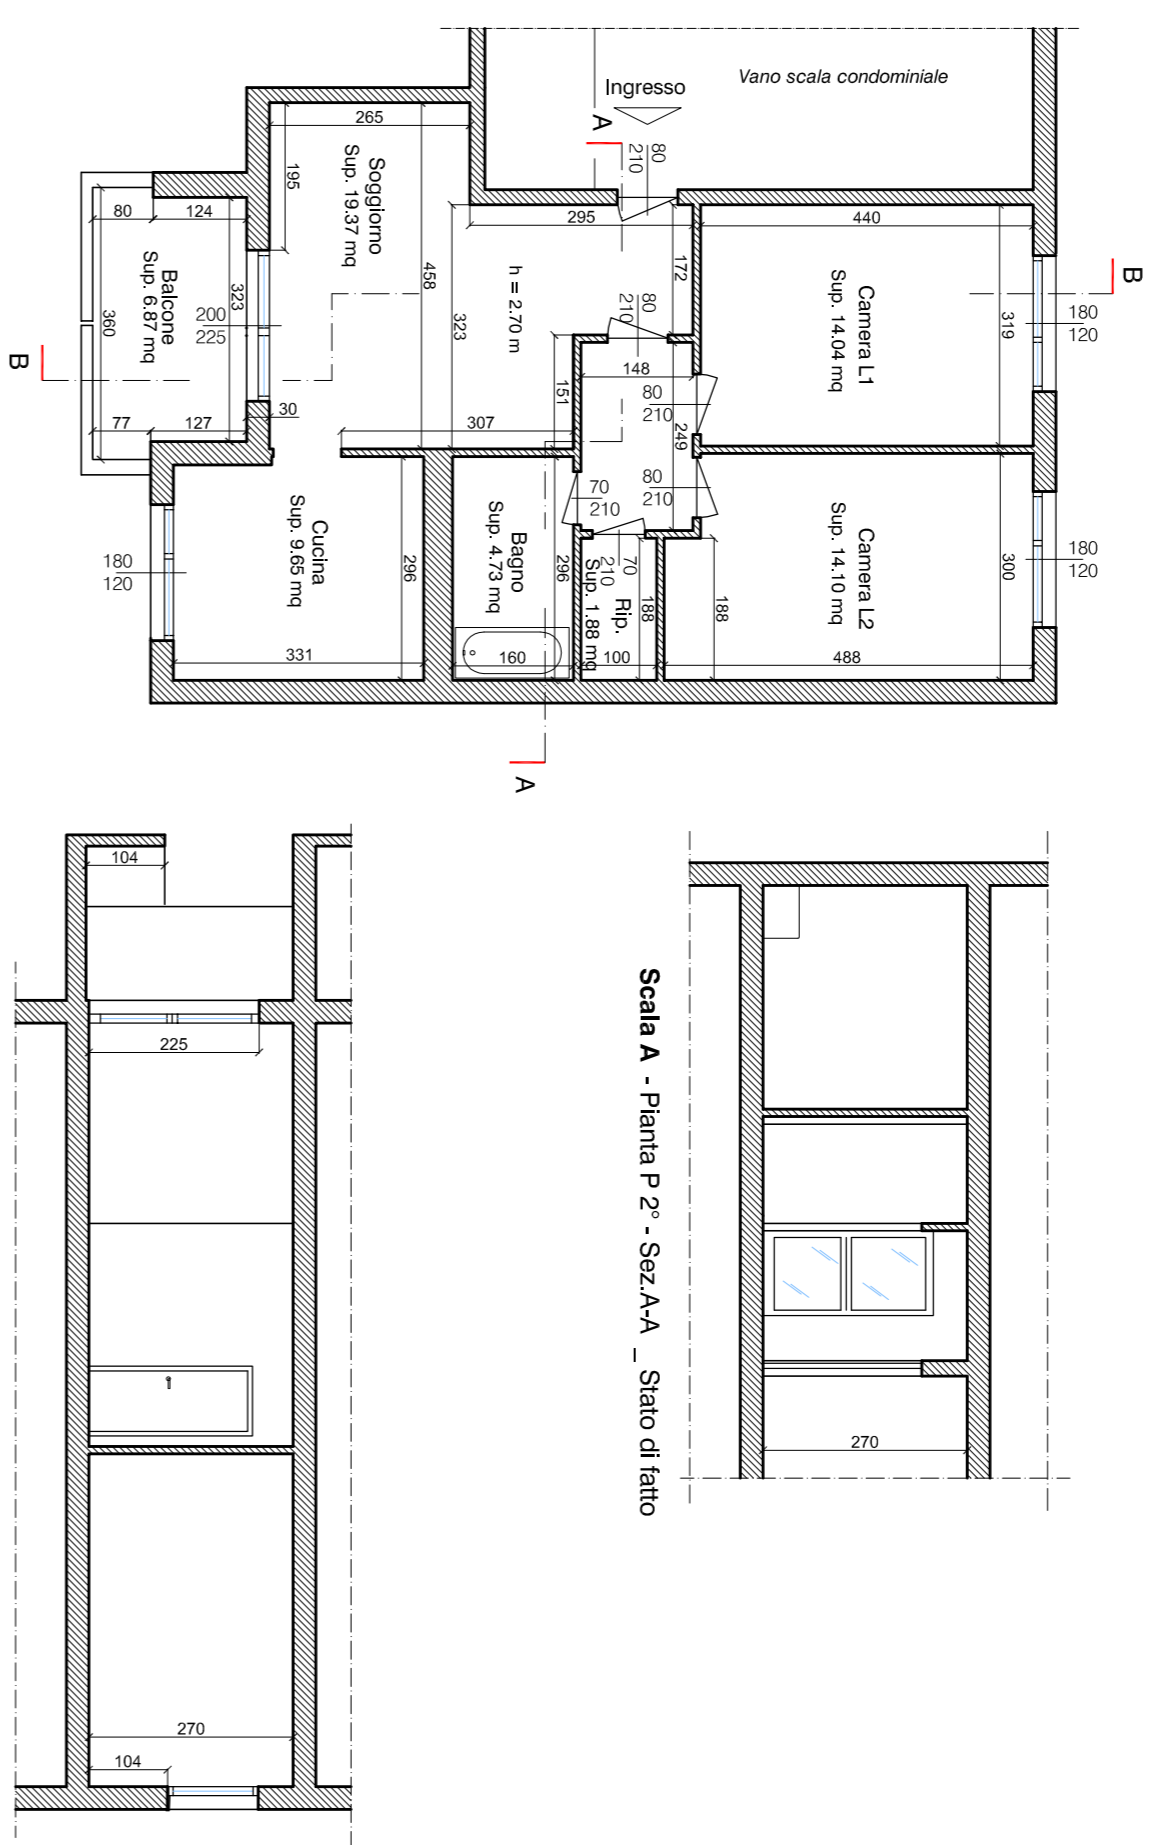 Vano scala condominiale
Ingresso
A
80
210
265
195
Soggiorno
Sup. 19.37 mq
295
440
172
B
180
120
Camera L1
Sup. 14.04 mq
319
80
124
Balcone
Sup. 6.87 mq
360
323
200
225
458
h = 2.70 m
323
80
210
148
151
80
210
249
B
77
127
30
307
80
210
70
210
180
120
Cucina
Sup. 9.65 mq
296
331
Bagno
Sup. 4.73 mq
296
160
70
210
Rip.
Sup. 1.88 mq
188
100
188
Camera L2
Sup. 14.10 mq
300
180
120
488
A
104
225
270
104
Scala A - Pianta P 2° - Sez.A-A _ Stato di fatto
270